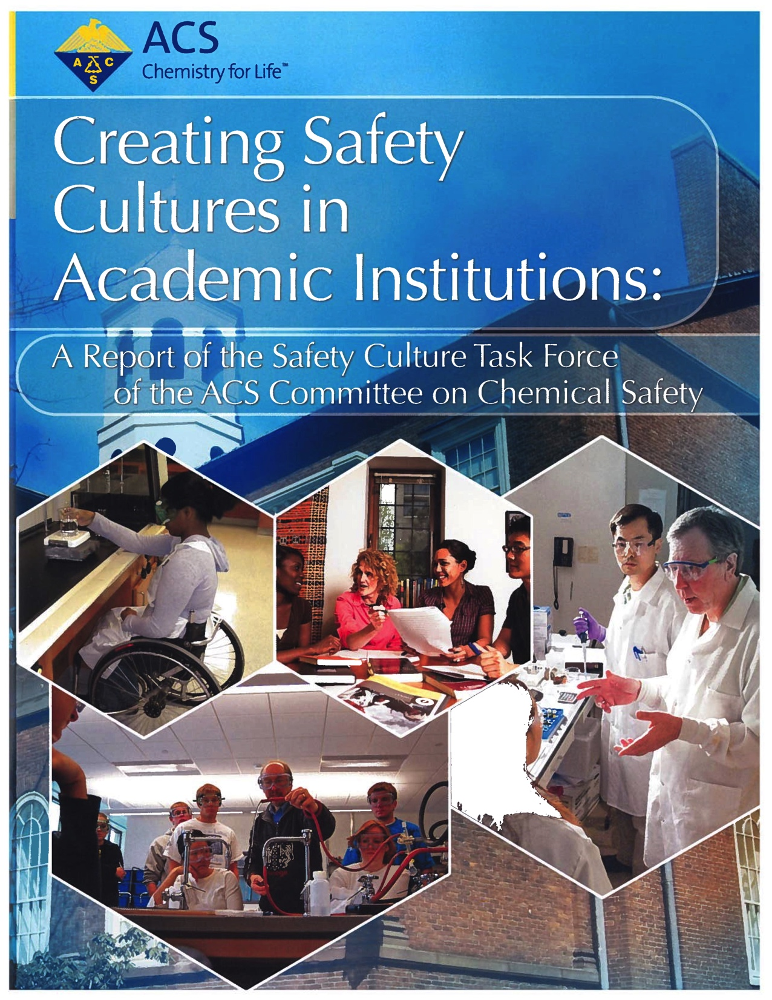 A C
S
ACS
Chemistry for Life™
Creating Safety
Cultures in
Academic Institutions:
A Report of the Safety Culture Task Force
of the ACS Committee on Chemical Safety